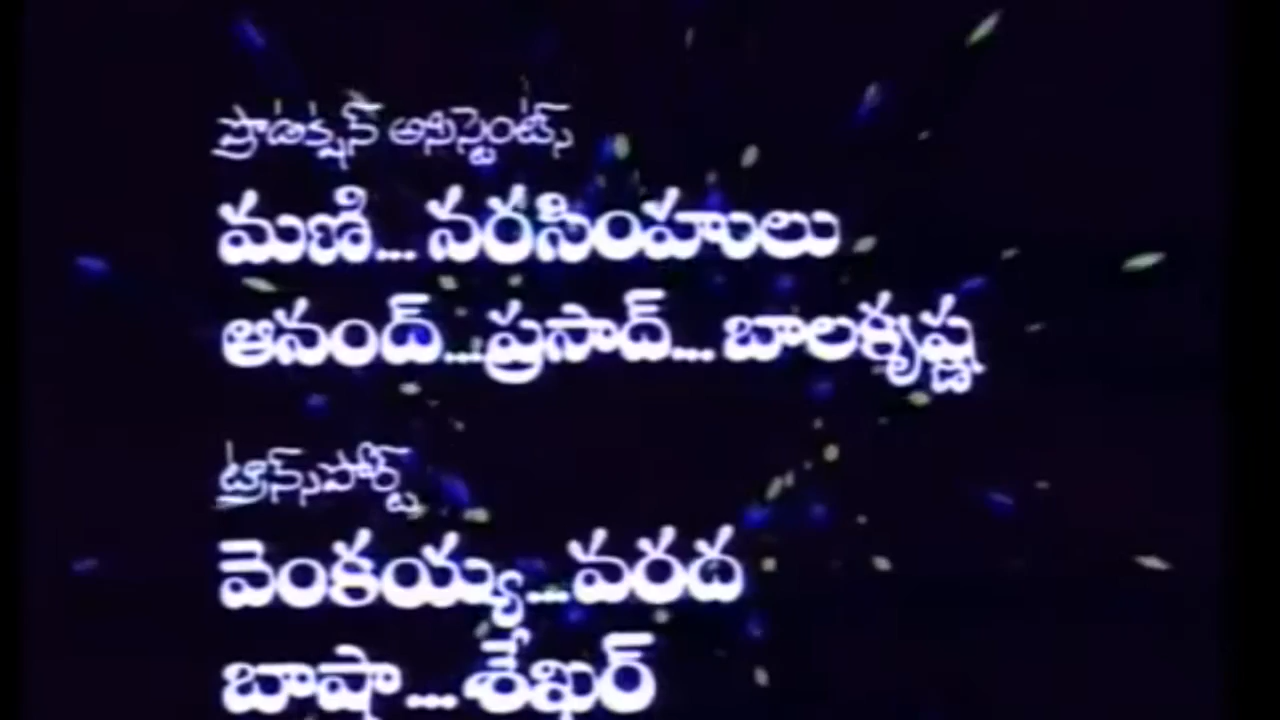 ప్రొడక్షన్ అసిస్టెంట్స్
మణి... నరసింహులు
ఆనంద్...ప్రసాద్... బాలకృష్ణ
ట్రాన్స్‌పోర్ట్
వెంకయ్య...వరద
బాషా...శేఖర్